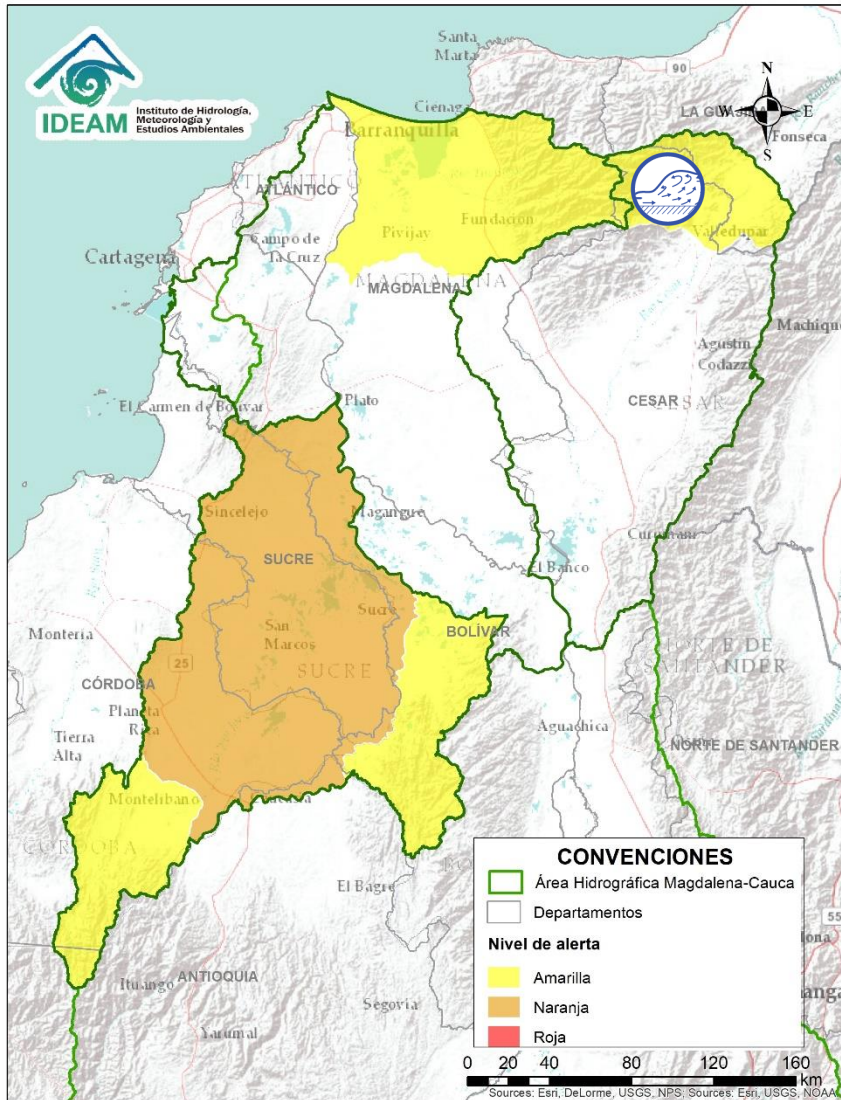 IDEAM
Instituto de Hidrología,
Meteorología y
Estudios Ambientales
Santa
Marta
90
N
W
E
S
LA GUAJIRA
Fonseca
Ciénaga
Barranquilla
ATLÁNTICO
Pivijay
Fundación
Valledupar
Campo de
la Cruz
Cartagena
MAGDALENA
MAGDALENA
Machique
Agustín
Codazzi
CESAR
CESAR
El Carmen de Bolívar
Plato
Sincelejo
Magangué
Curumaní
SUCRE
El Banco
Sucre
San
Marcos
BOLÍVAR
Montería
25
SUCRE
NORTE DE
SANTANDER
CÓRDOBA
Planeta
Rica
Aguachica
Tierra
Alta
NORTE DE SANTANDER
Montelíbano
CÓRDOBA
El Bagre
Ituango
ANTIOQUIA
Segovia
Yarumal
CONVENCIONES
Área Hidrográfica Magdalena-Cauca
Departamentos
Nivel de alerta
Amarilla
Naranja
Roja
55
0 20 40 80 120 160
km
Sources: Esri, DeLorme, USGS, NPS; Sources: Esri, USGS, NOAA